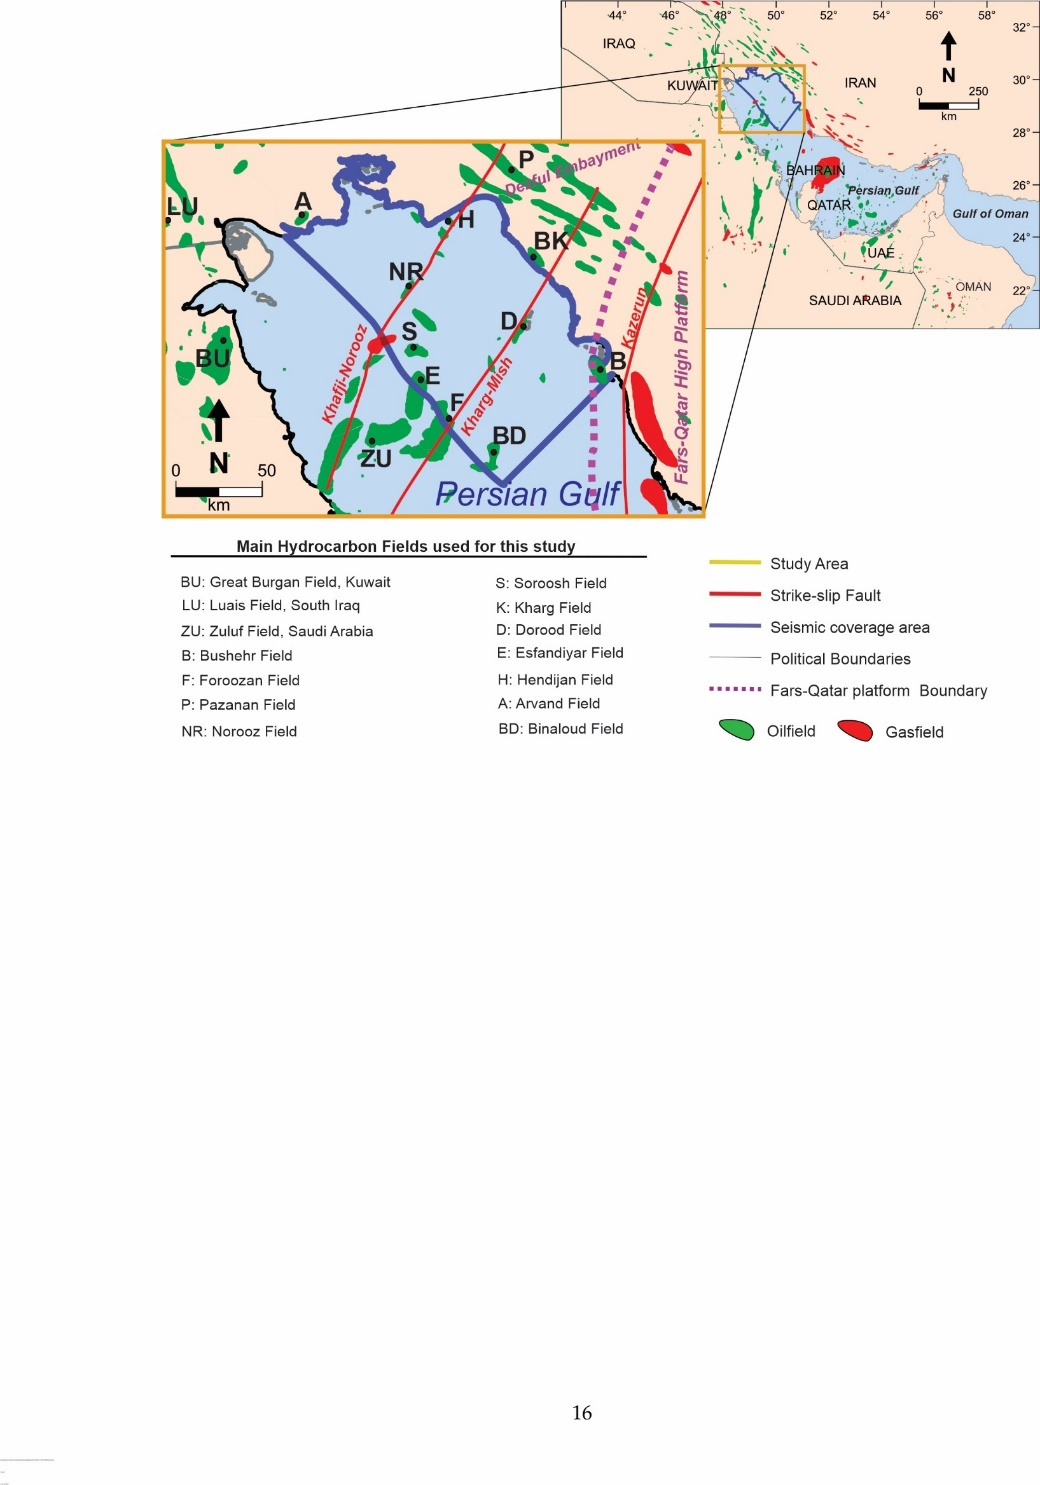 44° 46° 48° 50° 52° 54° 56° 58°
32°
IRAQ
30°
KUWAIT
IRAN
N
0 250
km
28°
BAHRAIN
26°
Persian Gulf
QATAR
Gulf of Oman
24°
UAE
OMAN
22°
SAUDI ARABIA
P
Dezful Embayment
A
LU
H
BK
NR
Kazerun
Fars-Qatar High Platform
S
D
Khafji-Norooz
BU
E
Kharg-Mish
B
F
BD
ZU
N
0 50
km
Persian Gulf
Main Hydrocarbon Fields used for this study
BU: Great Burgan Field, Kuwait
LU: Luais Field, South Iraq
ZU: Zuluf Field, Saudi Arabia
B: Bushehr Field
F: Foroozan Field
P: Pazanan Field
NR: Norooz Field
S: Soroosh Field
K: Kharg Field
D: Dorood Field
E: Esfandiyar Field
H: Hendijan Field
A: Arvand Field
BD: Binaloud Field
Study Area
Strike-slip Fault
Seismic coverage area
Political Boundaries
Fars-Qatar platform Boundary
Oilfield Gasfield
16